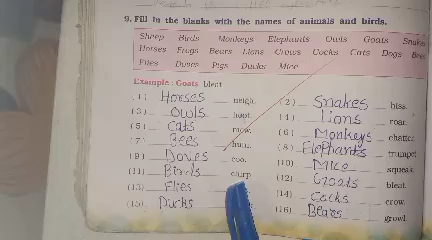 9. Fill in the blanks with the names of animals and birds.
Sheep Birds Monkeys Elephants Owls Goats Snakes
Horses Frogs Bears Lions Crows Cocks Cats Dogs
Flies Doves Pigs Ducks Mice
Example : Goats bleat
(1) Horses neigh. (2) Snakes hiss.
(3) Owls hoot. (4) Lions roar.
(5) Cats mew. (6) Monkeys chatter.
(7) Bees hum. (8) Elephants trumpet
(9) Doves coo. (10) Mice squeak.
(11) Birds chirp (12) Goats bleat.
(13) Flies (14) Cocks crow.
(15) Ducks (16) Bears growl.